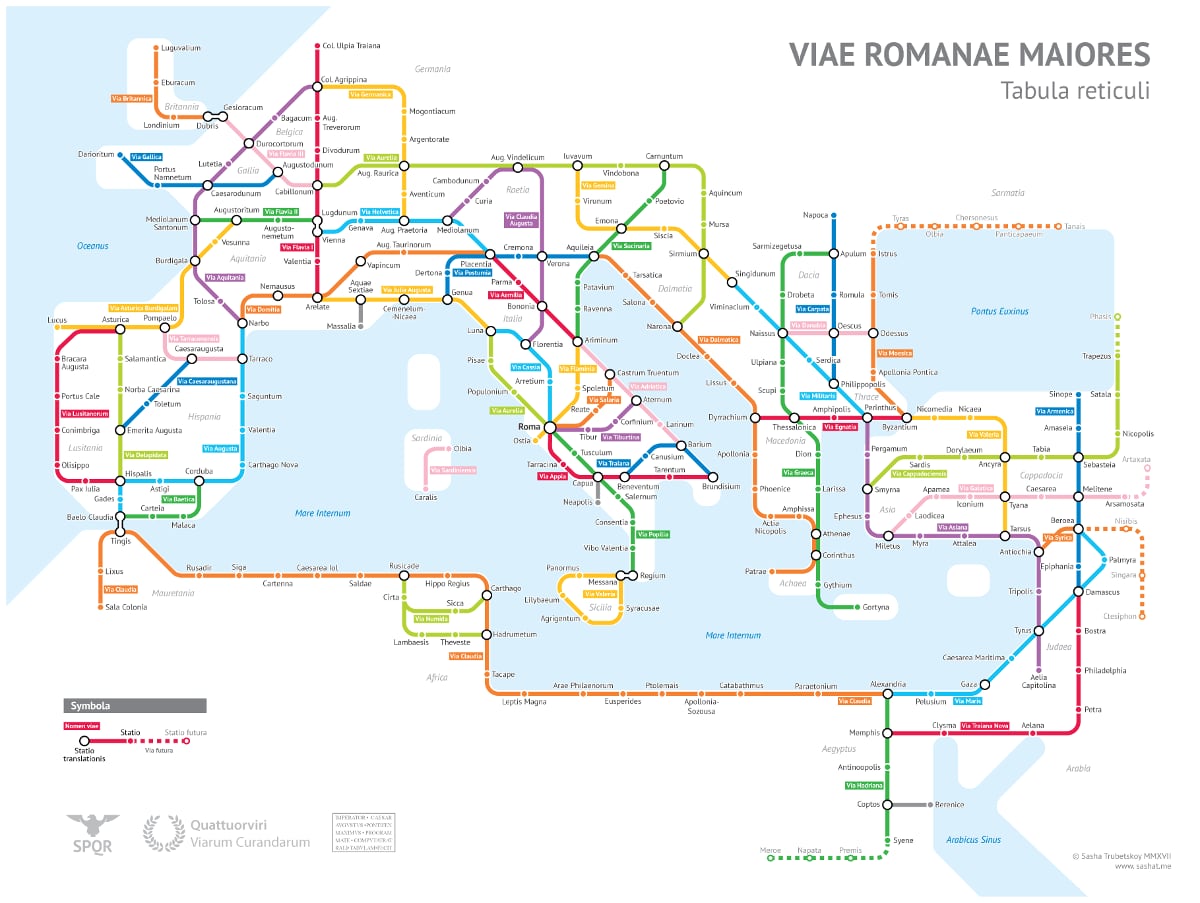 VIAE ROMANAE MAIORES
Tabula reticuli
Luguvalium
Eburacum
Via Britannica
Britannia
Londinium
Dubris
Gesioracum
Col. Ulpia Traiana
Col. Agrippina
Germania
Via Germanica
Mogontiacum
Bagacum
Aug.
Treverorum
Belgica
Durocortorum
Argentorate
Darioritum
Via Gallica
Portus
Namnetum
Lutetia
Via Flavia III
Divodurum
Gallia
Augustodunum
Caesarodunum
Cabillonum
Via Aurelia
Aug. Raurica
Aug. Vindelicum
Iuvavum
Vindobona
Carnuntum
Cambodunum
Curia
Raetia
Via Gemina
Virunum
Poetovio
Aquincum
Mursa
Aventicum
Mediolanum
Santonum
Augustoritum
Via Flavia II
Augusto-
nemetum
Lugdunum
Via Helvetica
Genava
Vienna
Aug. Praetoria
Mediolanum
Via Claudia
Augusta
Emona
Siscia
Via Sucinaria
Sirmium
Oceanus
Vesunna
Aquitania
Via Flavia I
Burdigala
Valentia
Aug. Taurinorum
Vapincum
Placentia
Cremona
Verona
Aquileia
Via Postumia
Dertona
Tarsatica
Salona
Dalmatia
Narona
Via Dalmatica
Doclea
Lissus
Singidunum
Viminacium
Via Aquitania
Tolosa
Nemausus
Via Domitia
Arelate
Aquae
Sextiae
Massalia
Via Iulia Augusta
Cemenelum-
Nicaea
Genua
Parma
Via Aemilia
Bononia
Italia
Patavium
Ravenna
Ariminum
Luna
Florentia
Pisae
Populonium
Via Cassia
Arretium
Via Flaminia
Spoletum
Via Salaria
Reate
Castrum Truentum
Via Adriatica
Aternum
Via Aurelia
Roma
Ostia
Tibur
Via Tiburtina
Corfinium
Larinum
Tusculum
Tarracina
Via Appia
Capua
Neapolis
Via Traiana
Canusium
Barium
Beneventum
Tarentum
Brundisium
Salernum
Consentia
Via Popilia
Vibo Valentia
Regium
Messana
Panormus
Via Valeria
Lilybaeum
Sicilia
Agrigentum
Syracusae
Sardinia
Olbia
Via Sardiniensis
Caralis
Lucus
Via Asturica Burdigalam
Asturica
Pompaelo
Via Tarraconensis
Caesaraugusta
Narbo
Tarraco
Bracara
Augusta
Salamantica
Via Caesaraugustana
Norba Caesarina
Toletum
Portus Cale
Via Lusitanorum
Conimbriga
Emerita Augusta
Hispania
Saguntum
Valentia
Lusitania
Via Delapidata
Via Augusta
Olisippo
Hispalis
Corduba
Carthago Nova
Pax Julia
Astigi
Gades
Via Baetica
Carteia
Malaca
Baelo Claudia
Tingis
Mare Internum
Lixus
Via Claudia
Sala Colonia
Mauretania
Rusadir
Siga
Cartenna
Caesarea Iol
Saldae
Rusicade
Hippo Regius
Carthago
Cirta
Sicca
Via Numida
Lambaesis
Theveste
Hadrumetum
Via Claudia
Africa
Tacape
Leptis Magna
Arae Philaenorum
Eusperides
Ptolemais
Apollonia-
Sozousa
Catabathmus
Paraetonium
Via Claudia
Alexandria
Mare Internum
Sarmatia
Tyras
Olbia
Chersonesus
Panticapaeum
Tanais
Napoca
Sarmizegetusa
Apulum
Istrus
Dacia
Drobeta
Romula
Tomis
Via Carpata
Pontus Euxinus
Via Danubia
Naissus
Descus
Odessus
Ulpiana
Serdica
Via Moesica
Apollonia Pontica
Scupi
Philippopolis
Via Militaris
Thrace
Phasis
Trapezus
Satala
Sinope
Via Armenica
Amaseia
Nicopolis
Dyrrachium
Amphipolis
Perinthus
Nicomedia
Nicaea
Thessalonica
Via Egnatia
Byzantium
Macedonia
Via Valeria
Apollonia
Dion
Pergamum
Dorylaeum
Sardis
Tabia
Ancyra
Sebasteia
Artaxata
Via Graeca
Via Cappadociensis
Cappadocia
Phoenice
Larissa
Smyrna
Apamea
Via Galatica
Iconium
Caesarea
Melitene
Tyana
Arsamosata
Asia
Laodicea
Actia
Nicopolis
Amphissa
Ephesus
Via Asiana
Tarsus
Beroea
Nisibis
Athenae
Miletus
Myra
Attalea
Via Syrica
Corinthus
Antiochia
Patrae
Achaea
Gythium
Gortyna
Epiphania
Palmyra
Singara
Tripolis
Damascus
Ctesiphon
Tyrus
Bostra
Judaea
Caesarea Maritima
Philadelphia
Gaza
Aelia
Capitolina
Pelusium
Via Maris
Petra
Memphis
Clysma
Via Traiana Nova
Aelana
Aegyptus
Arabia
Antinoopolis
Via Hadriana
Coptos
Berenice
Syene
Meroe
Napata
Premis
Arabicus Sinus
Symbola
Nomen viae
Statio
Statio futura
Statio
translationis
Via futura
SPQR
Quattuorviri
Viarum Curandarum
© Sasha Trubetskoy MMXVII
www.sashat.me